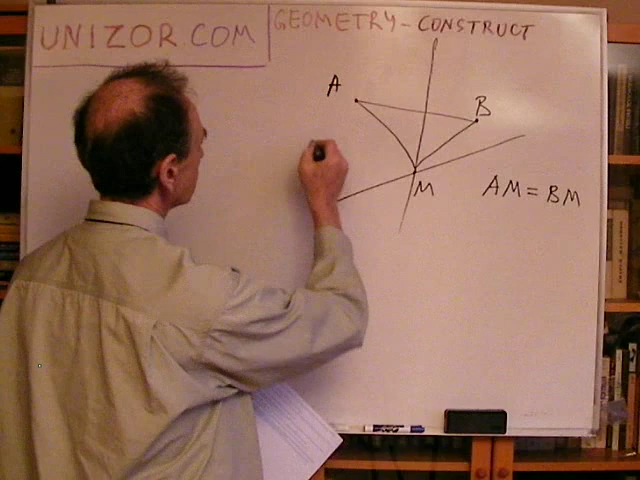 UNIZOR.COM
GEOMETRY - CONSTRUCT
A
B
M
AM = BM